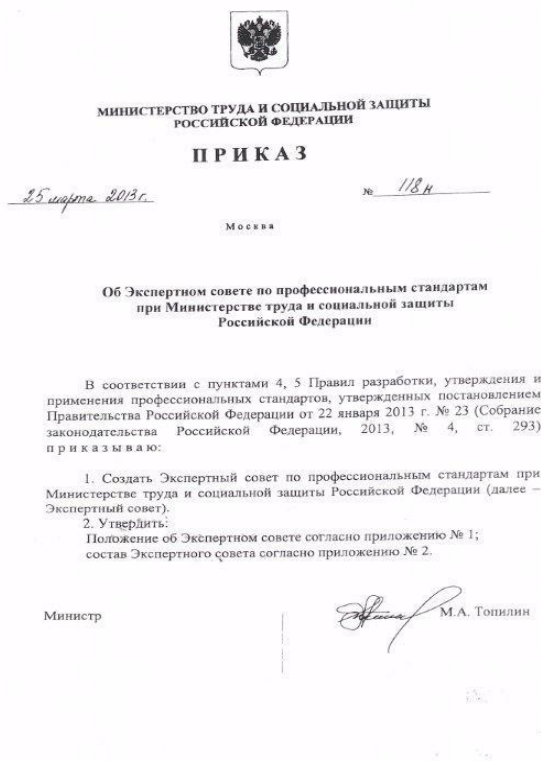 МИНИСТЕРСТВО ТРУДА И СОЦИАЛЬНОЙ ЗАЩИТЫ
РОССИЙСКОЙ ФЕДЕРАЦИИ
ПРИКАЗ
25 марта 2013г. № 118н
Москва
Об Экспертном совете по профессиональным стандартам
при Министерстве труда и социальной защиты
Российской Федерации
В соответствии с пунктами 4, 5 Правил разработки, утверждения и
применения профессиональных стандартов, утвержденных постановлением
Правительства Российской Федерации от 22 января 2013 г. № 23 (Собрание
законодательства Российской Федерации, 2013, № 4, ст. 293)
приказываю:
1. Создать Экспертный совет по профессиональным стандартам при
Министерстве труда и социальной защиты Российской Федерации (далее –
Экспертный совет).
2. Утвердить:
Положение об Экспертном совете согласно приложению № 1;
состав Экспертного совета согласно приложению № 2.
Министр М.А. Топилин